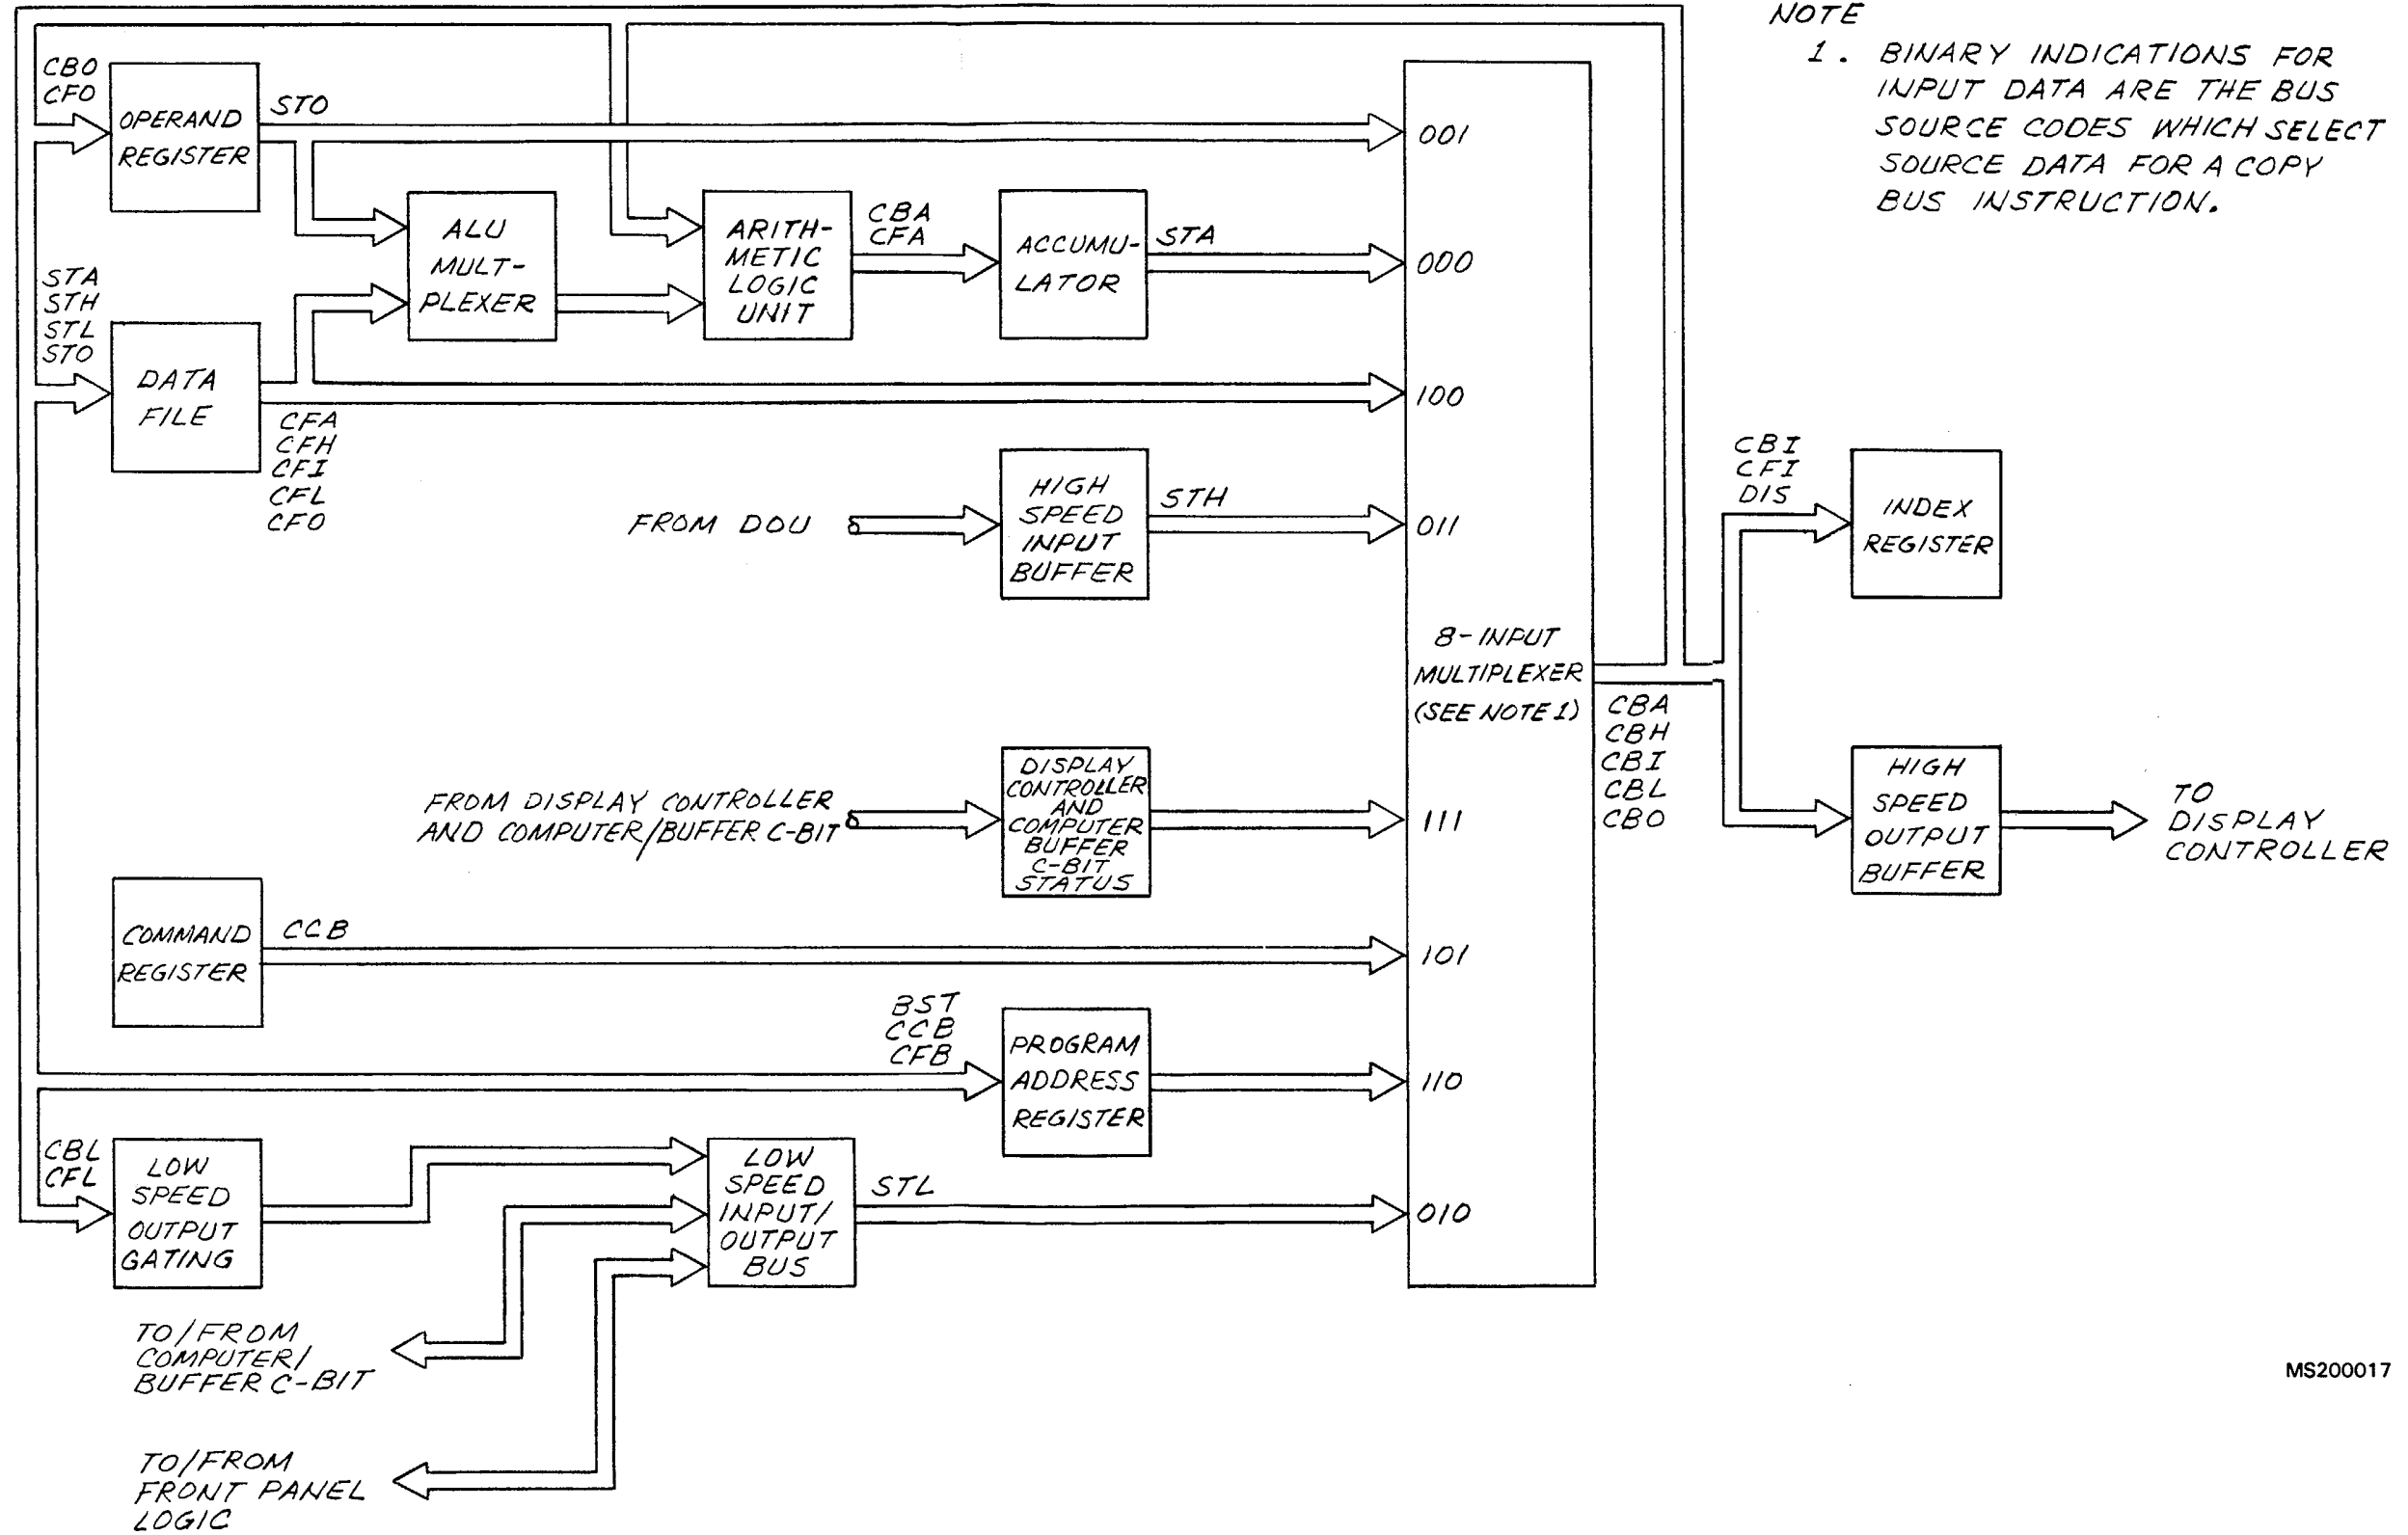 NOTE
1. BINARY INDICATIONS FOR
INPUT DATA ARE THE BUS
SOURCE CODES WHICH SELECT
SOURCE DATA FOR A COPY
BUS INSTRUCTION.
CBO
CFO
OPERAND
REGISTER
STO
001
ALU
MULT-
PLEXER
ARITH-
METIC
LOGIC
UNIT
CBA
CFA
ACCUMU-
LATOR
STA
000
STA
STH
STL
STO
DATA
FILE
CFA
CFH
CFI
CFL
CFO
100
FROM DOU
HIGH
SPEED
INPUT
BUFFER
STH
011
8-INPUT
MULTIPLEXER
(SEE NOTE 1)
CBA
CBH
CBI
CBL
CBO
CBI
CFI
DIS
INDEX
REGISTER
HIGH
SPEED
OUTPUT
BUFFER
TO
DISPLAY
CONTROLLER
FROM DISPLAY CONTROLLER
AND COMPUTER/BUFFER C-BIT
DISPLAY
CONTROLLER
AND
COMPUTER
BUFFER
C-BIT
STATUS
111
COMMAND
REGISTER
CCB
101
BST
CCB
CFB
PROGRAM
ADDRESS
REGISTER
110
CBL
CFL
LOW
SPEED
OUTPUT
GATING
LOW
SPEED
INPUT/
OUTPUT
BUS
STL
010
TO/FROM
COMPUTER/
BUFFER C-BIT
TO/FROM
FRONT PANEL
LOGIC
MS200017